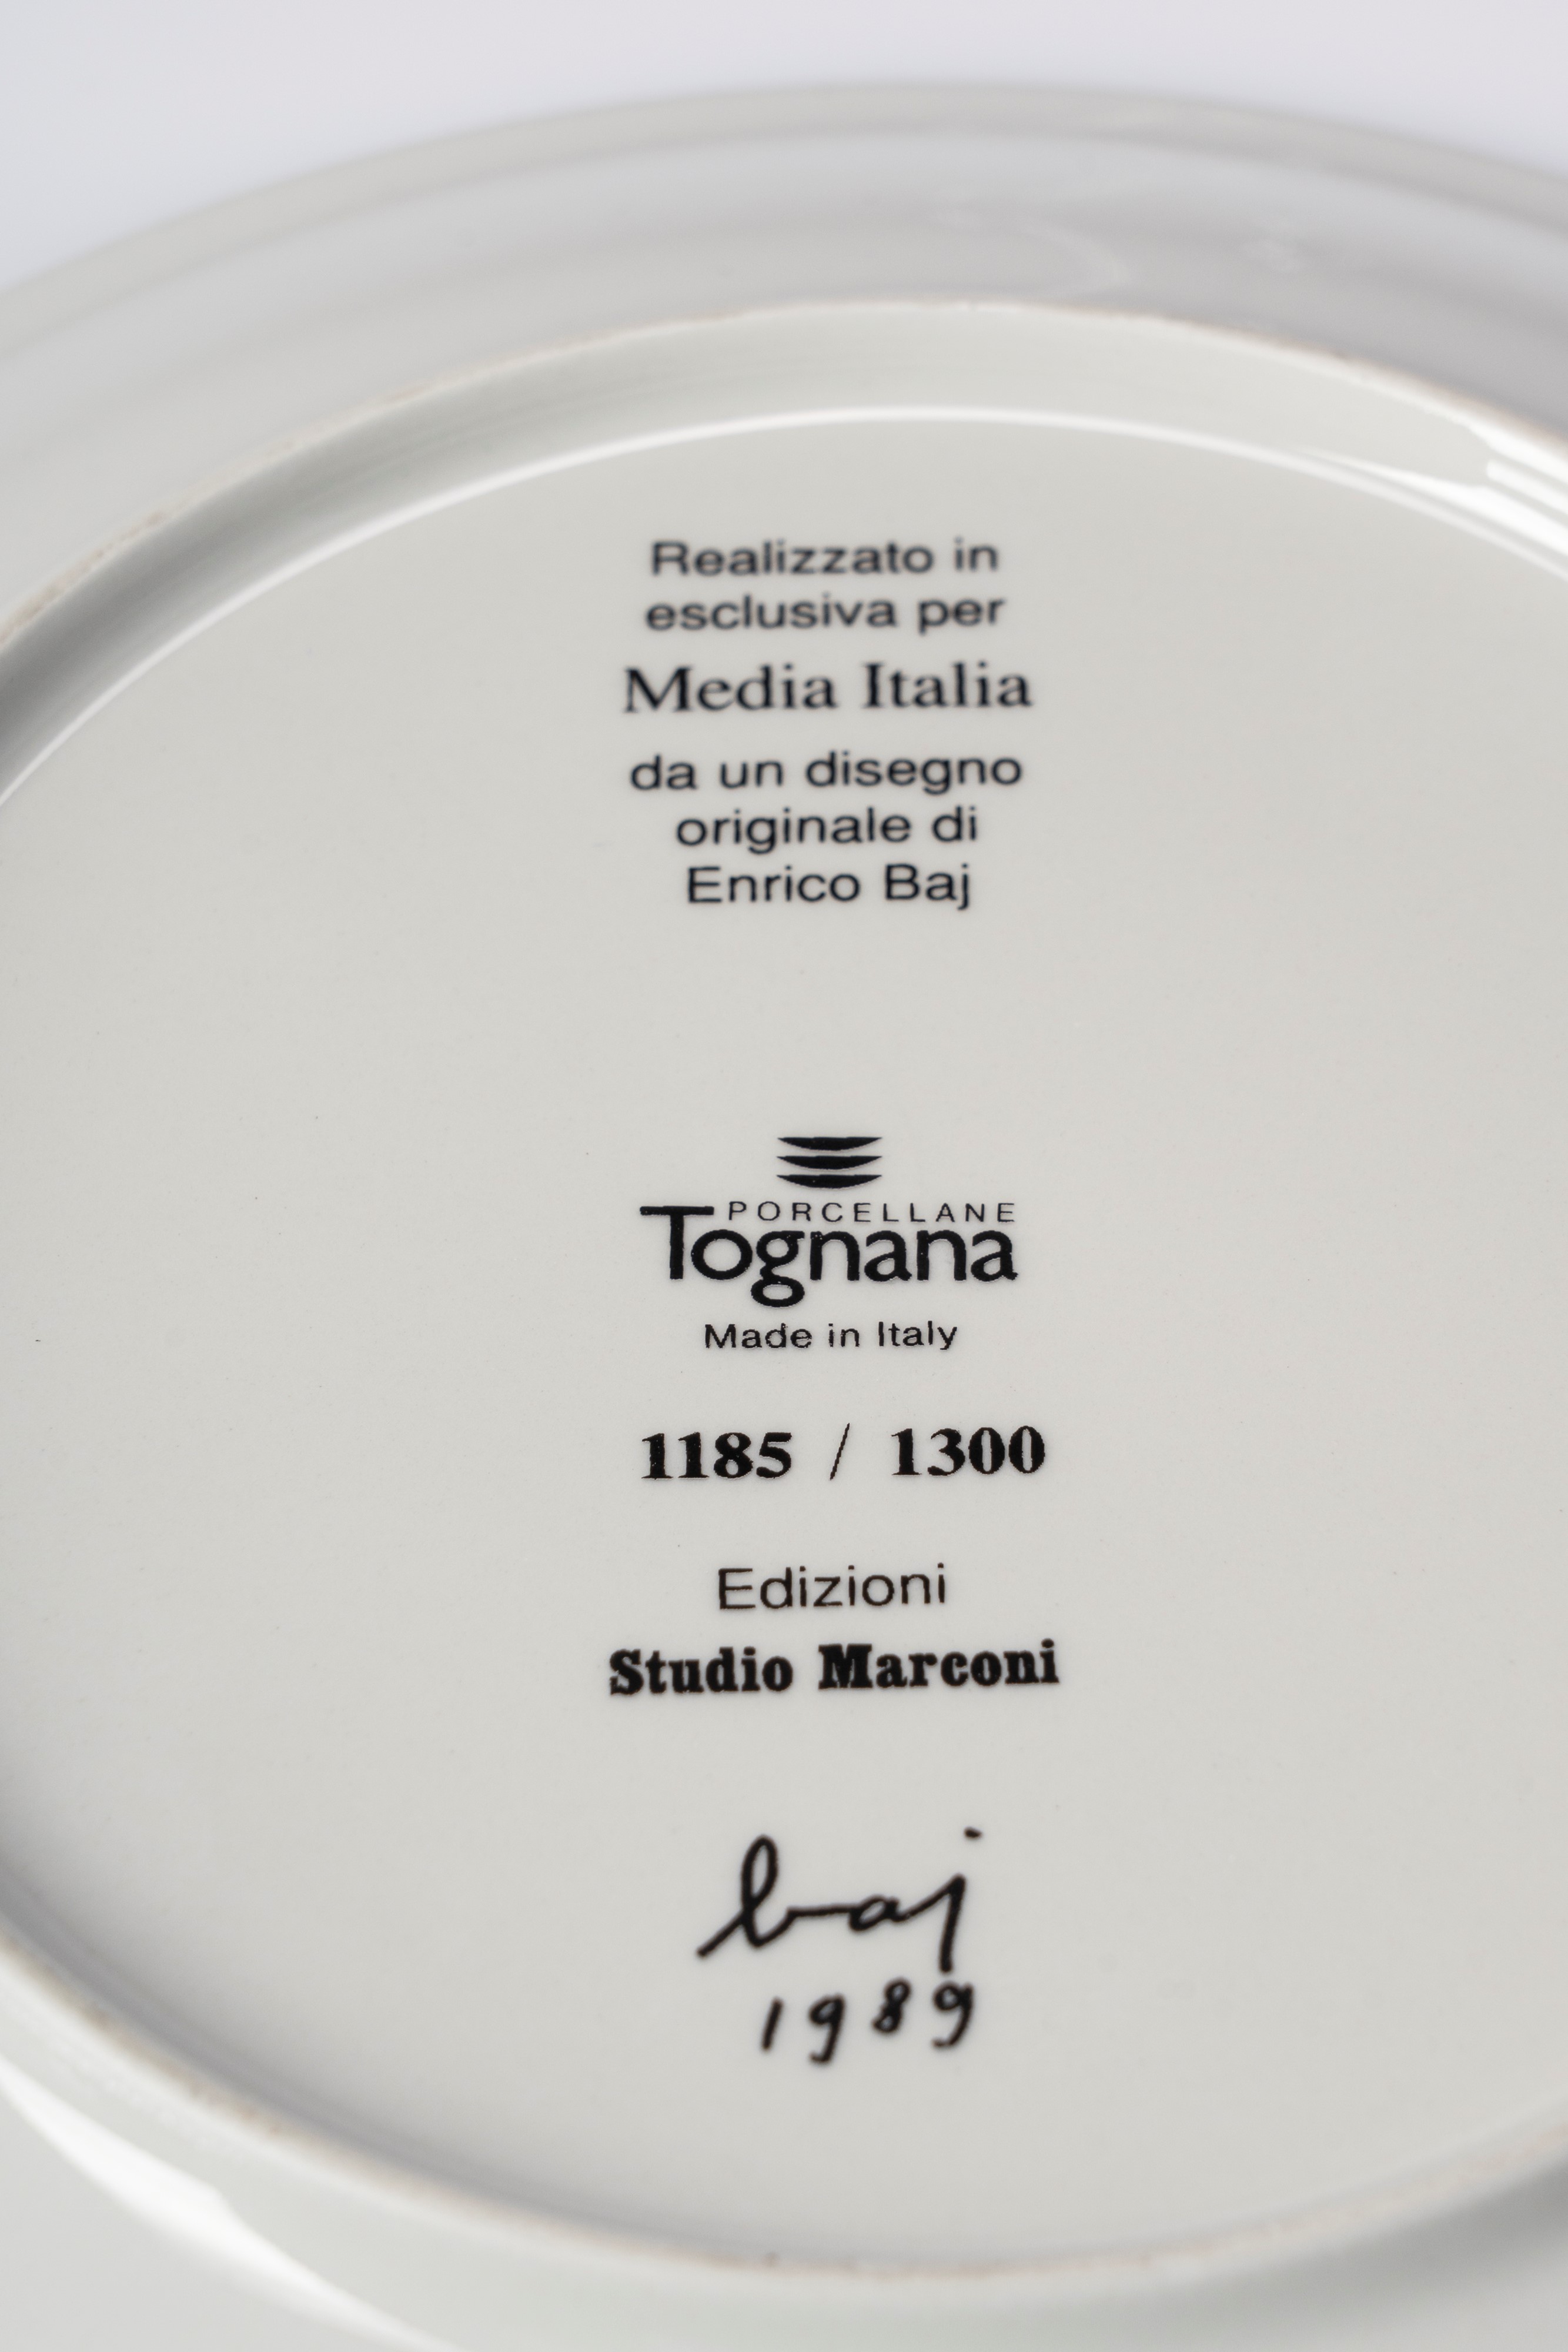 Realizzato in
esclusiva per
Media Italia
da un disegno
originale di
Enrico Baj
PORCELLANE
Tognana
Made in Italy
1185 / 1300
Edizioni
Studio Marconi
baj
1989